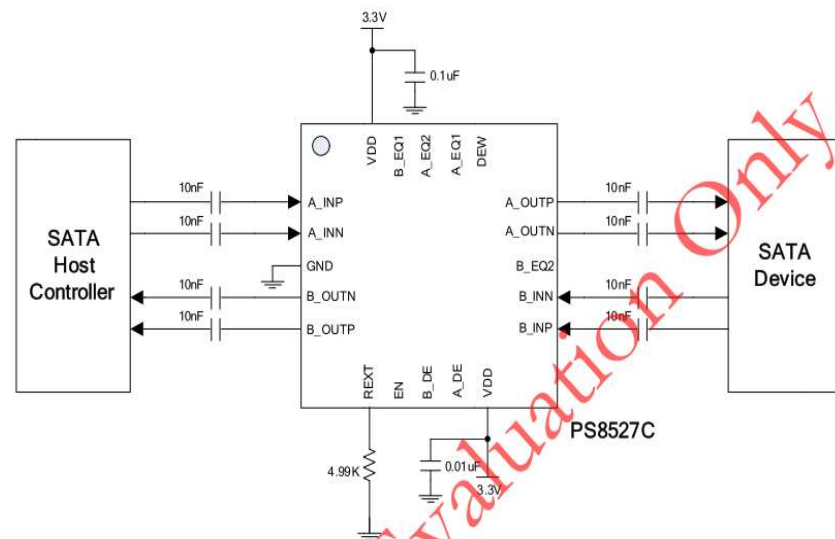 3.3V
0.1uF
VDD
B_EQ1
A_EQ2
A_EQ1
DEW
SATA
Host
Controller
10nF
10nF
10nF
10nF
A_INP
A_INN
GND
B_OUTN
B_OUTP
A_OUTP
A_OUTN
B_EQ2
B_INN
B_INP
10nF
10nF
10nF
10nF
SATA
Device
REXT
EN
B_DE
A_DE
VDD
PS8527C
4.99K
0.01uF
3.3V
Evaluation Only